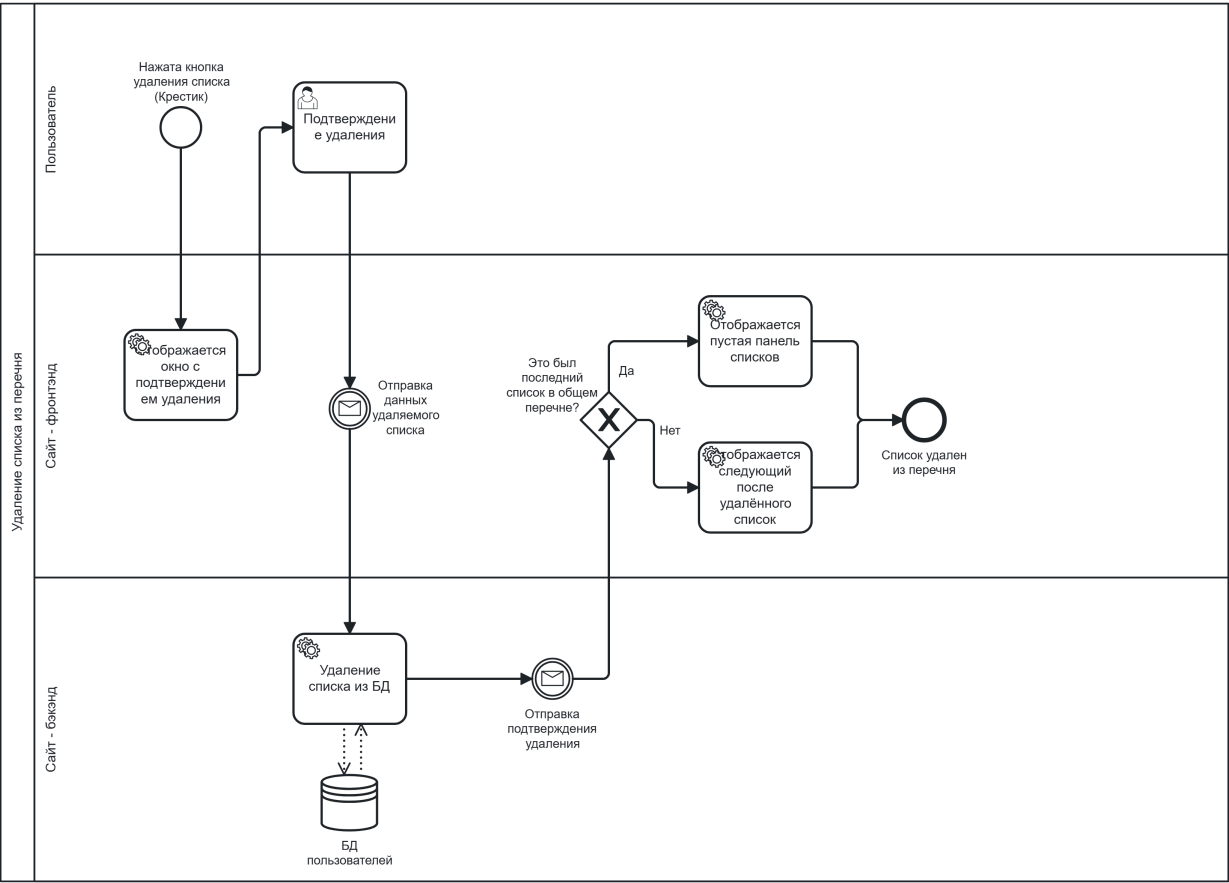 Удаление списка из перечня
Пользователь
Нажата кнопка
удаления списка
(Крестик)
Подтверждени
е удаления
Сайт - фронтэнд
тображается
окно с
подтверждени
ем удаления
Отправка
данных
удаляемого
списка
Это был
последний
список в общем
перечне?
Да
Нет
Отображается
пустая панель
списков
тображается
следующий
после
удалённого
список
Список удален
из перечня
Сайт - бэкэнд
Удаление
списка из БД
Отправка
подтверждения
удаления
БД
пользователей